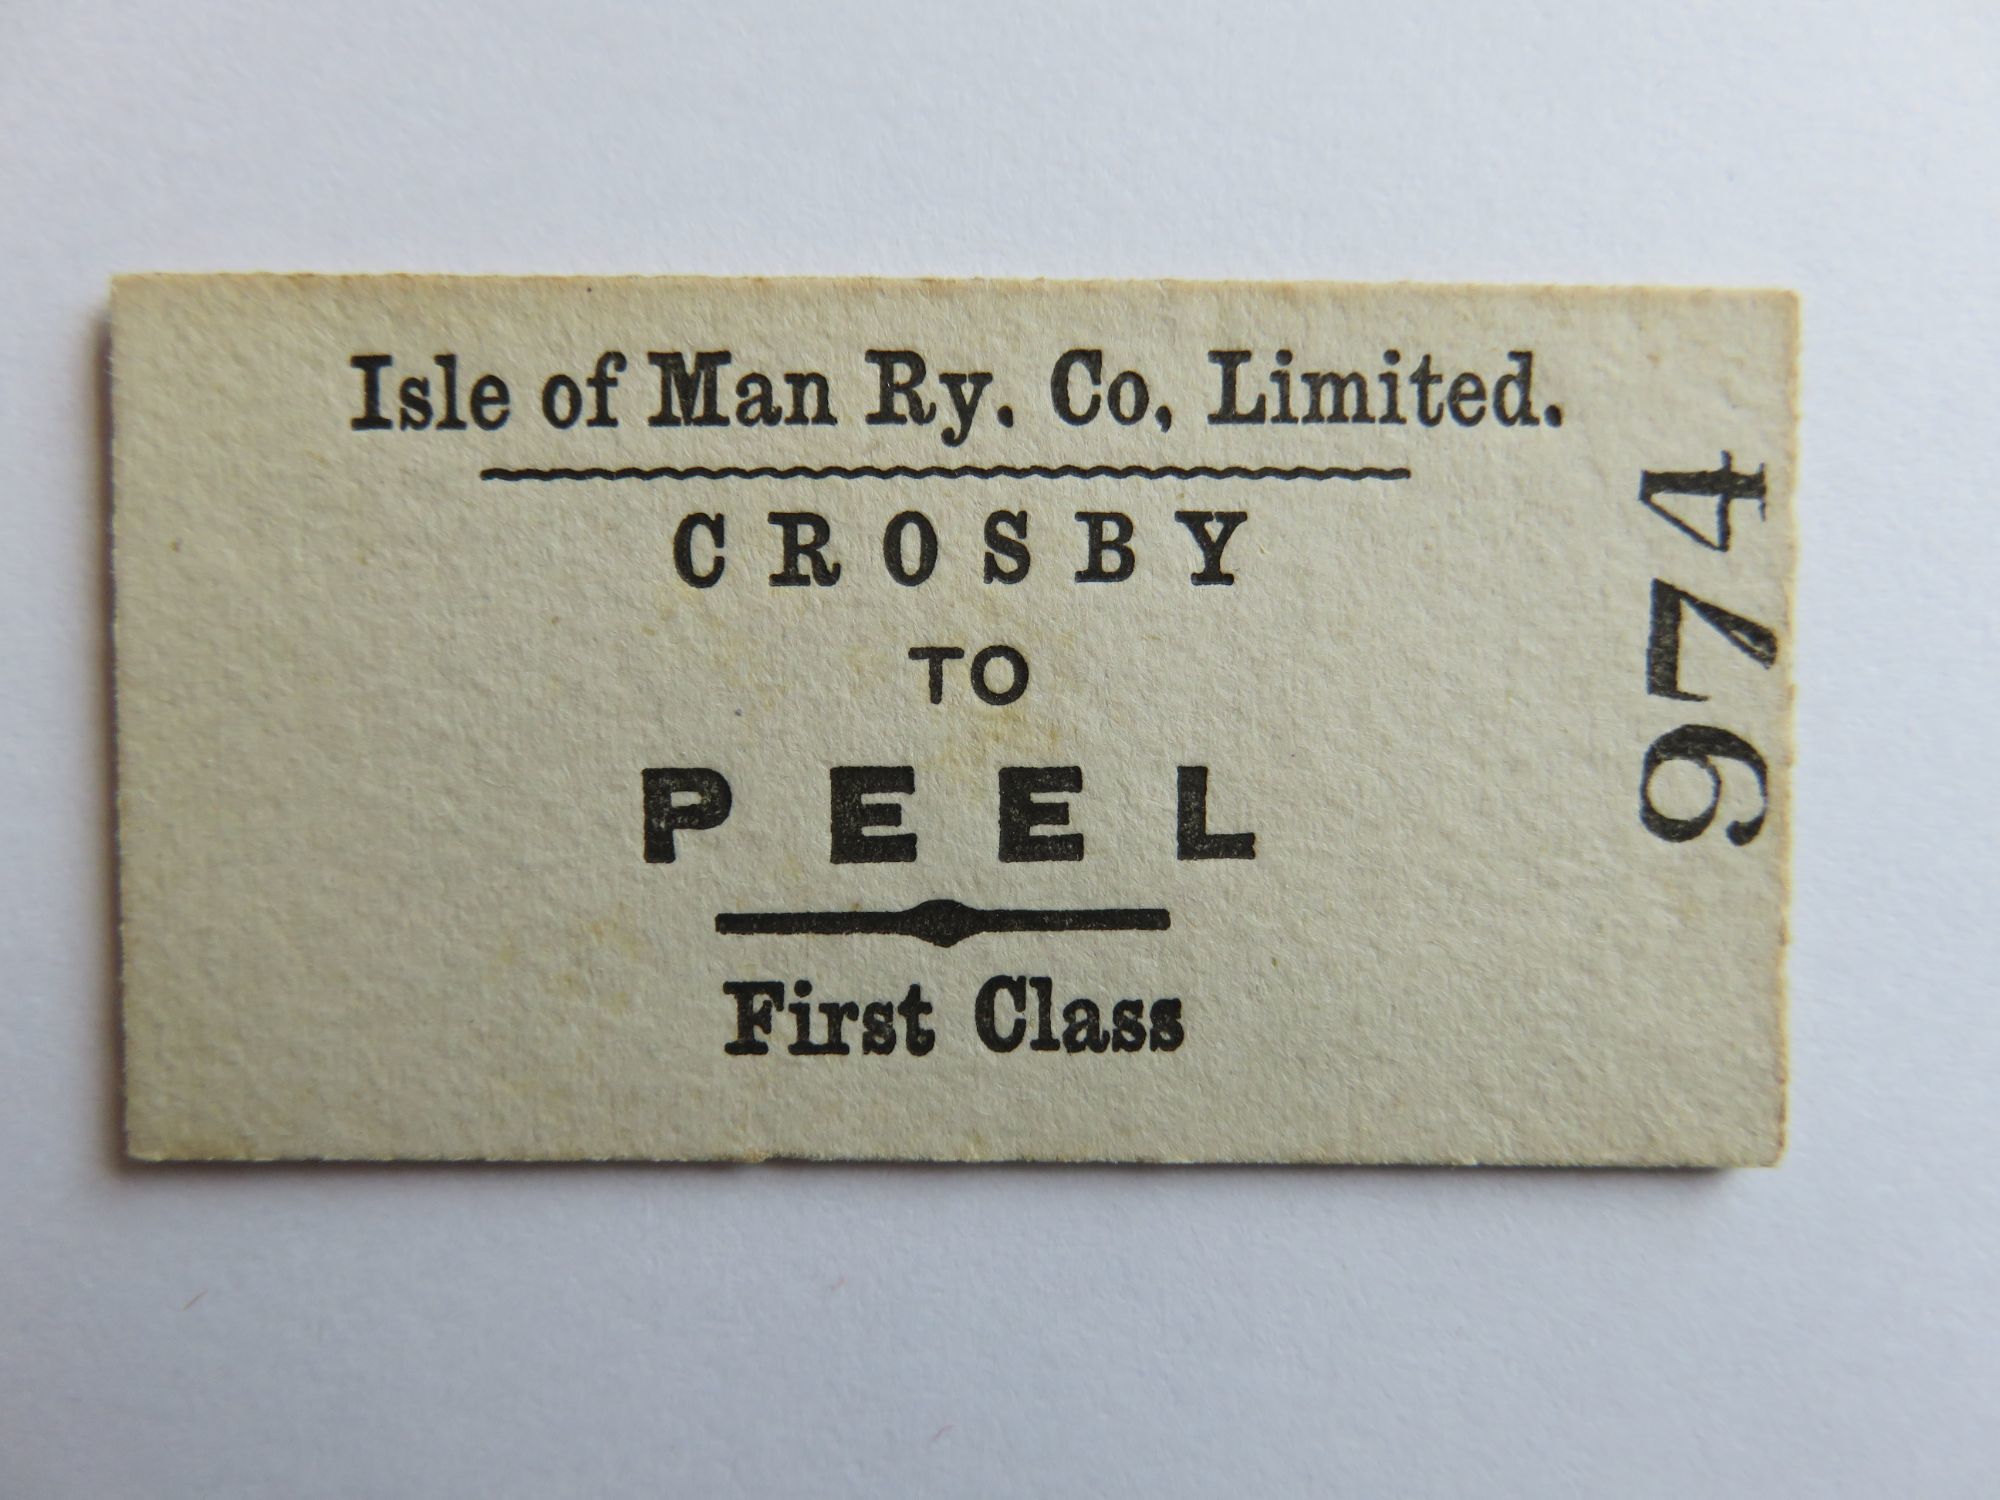 Isle of Man Ry. Co, Limited.
CROSBY
TO
PEEL
First Class
974